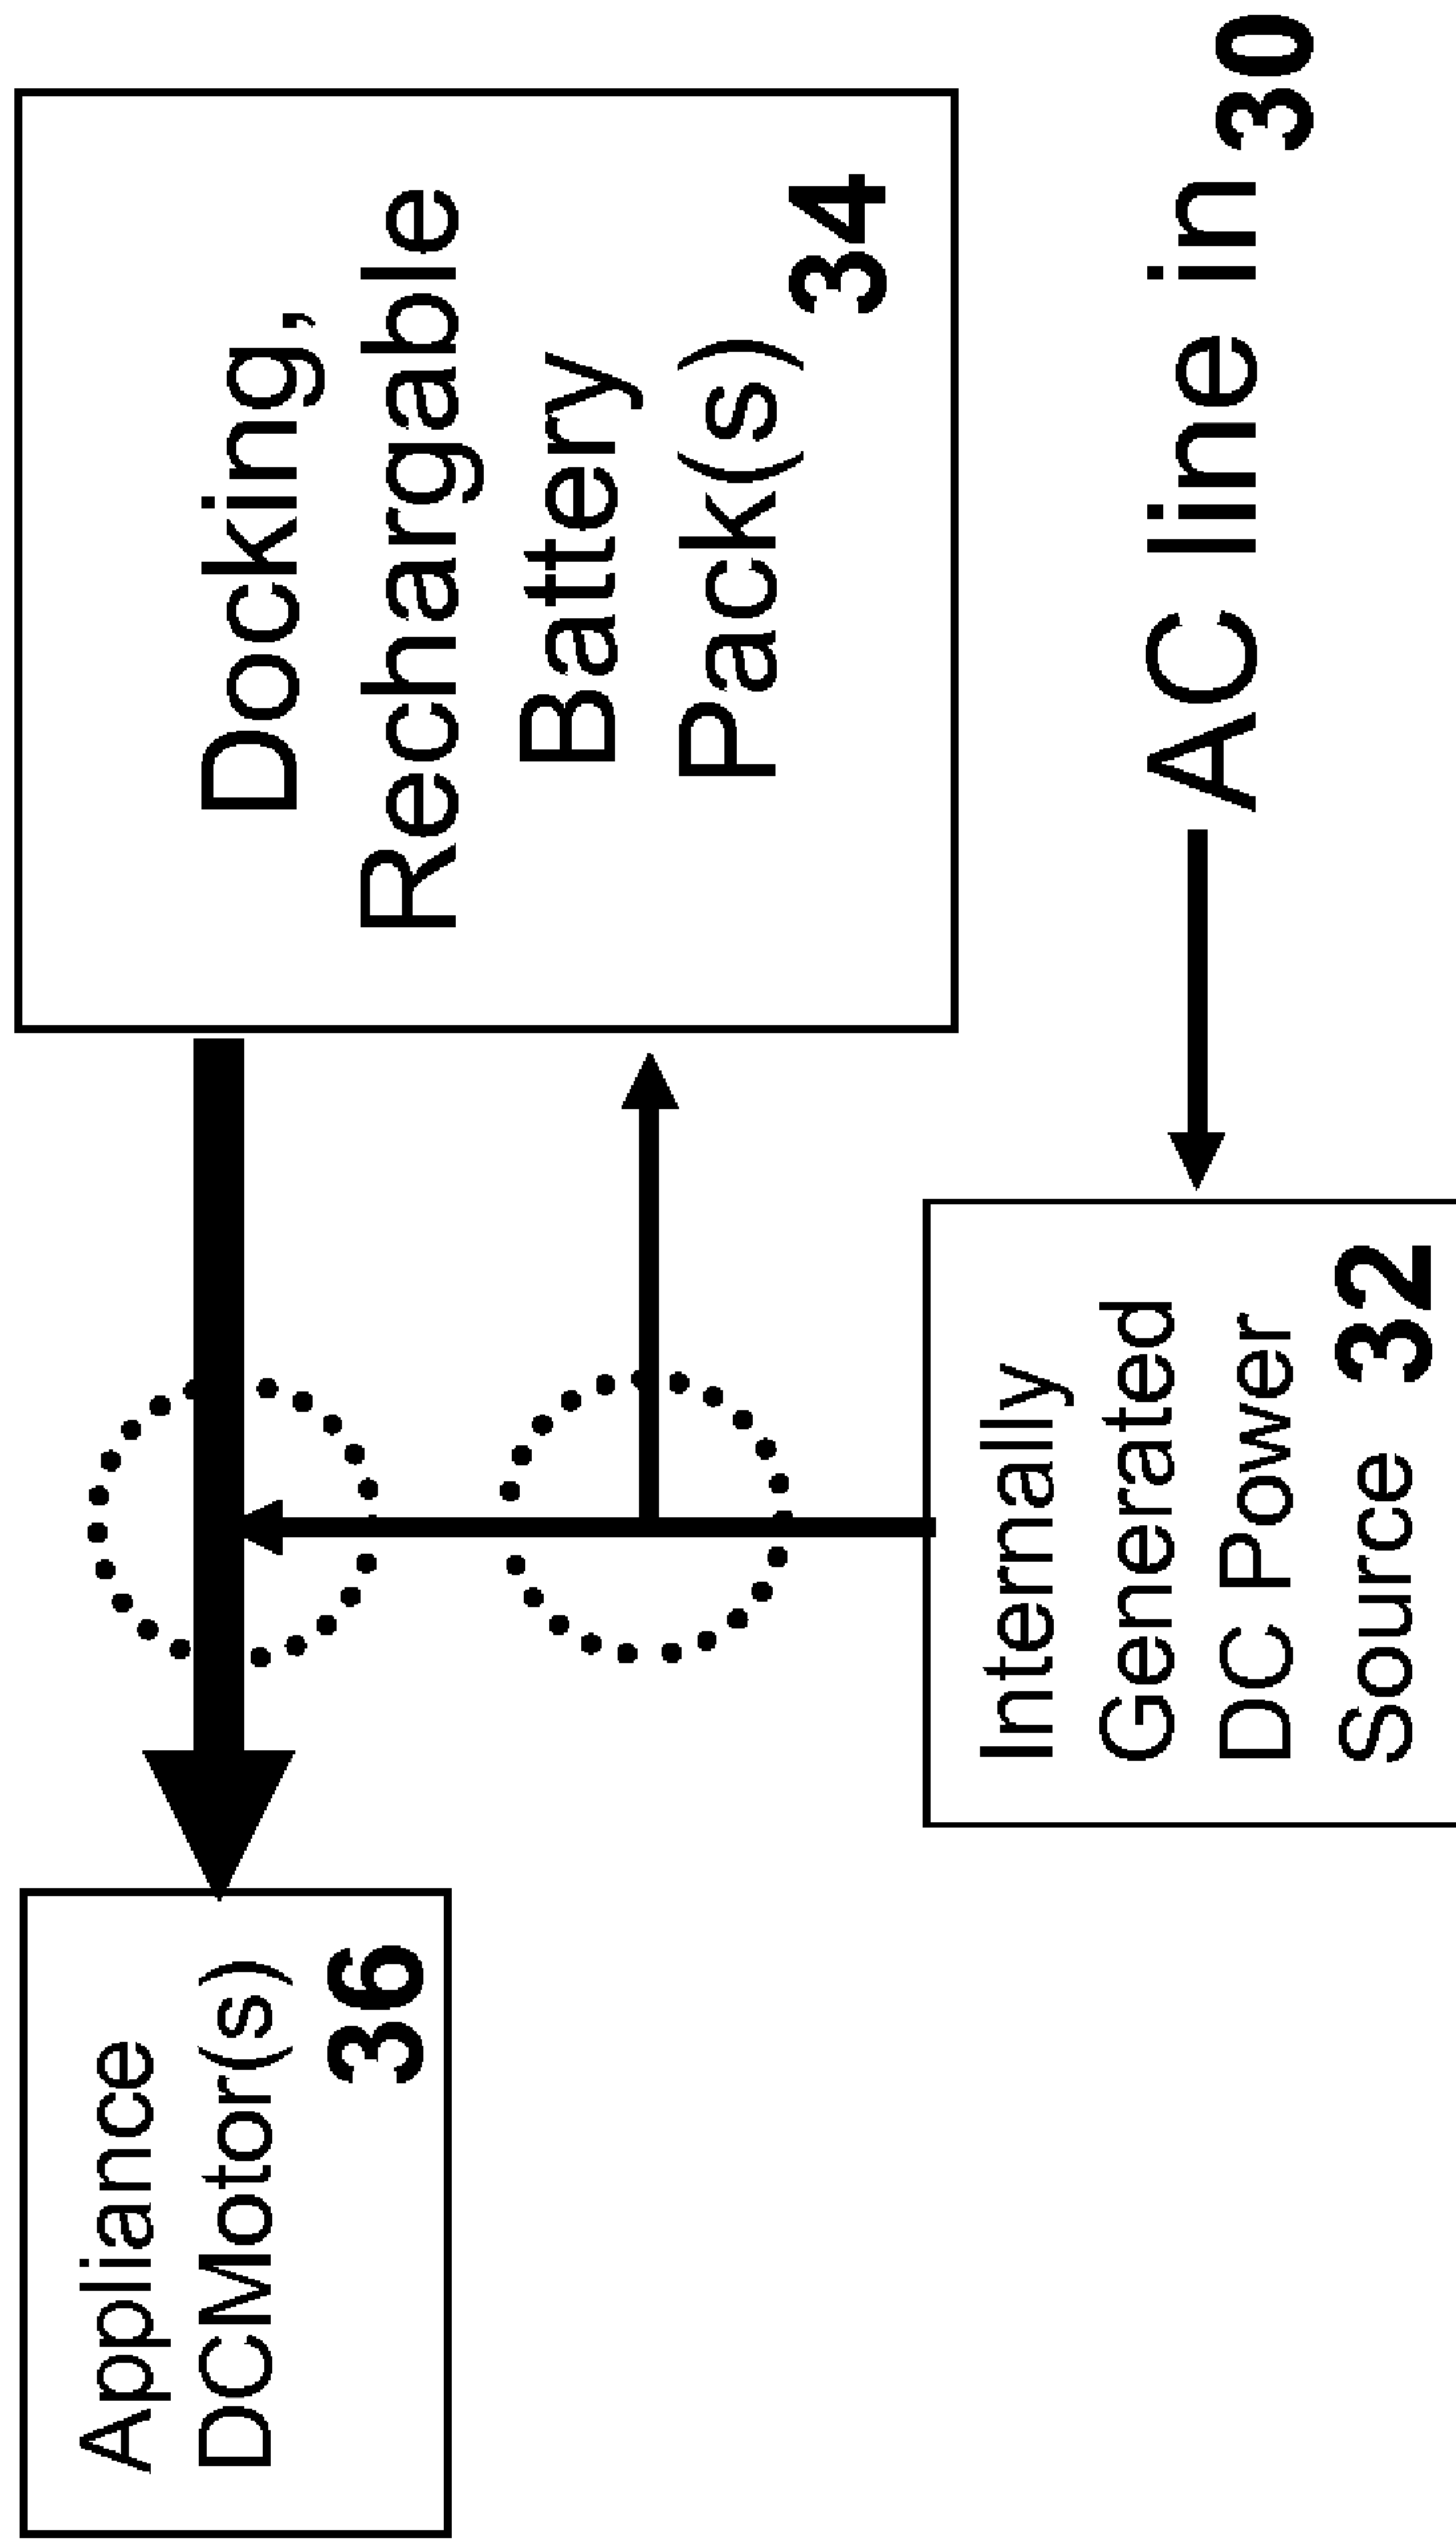 Appliance
DCMotor(s)
36
Docking,
Rechargable
Battery
Pack(s)
34
Internally
Generated
DC Power
Source 32
AC line in 30